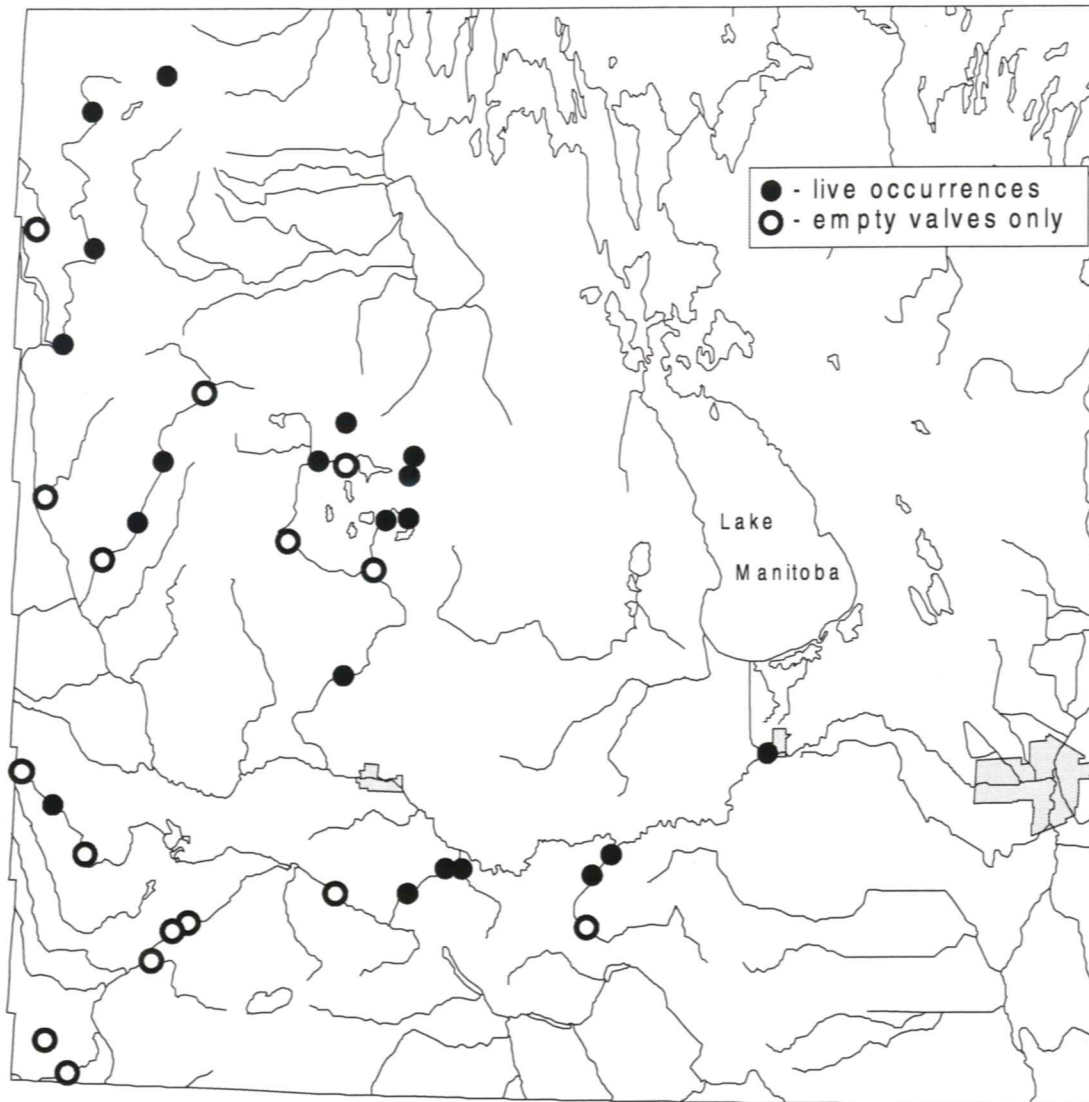 ● - live occurrences
○ - empty valves only
Lake
Manitoba